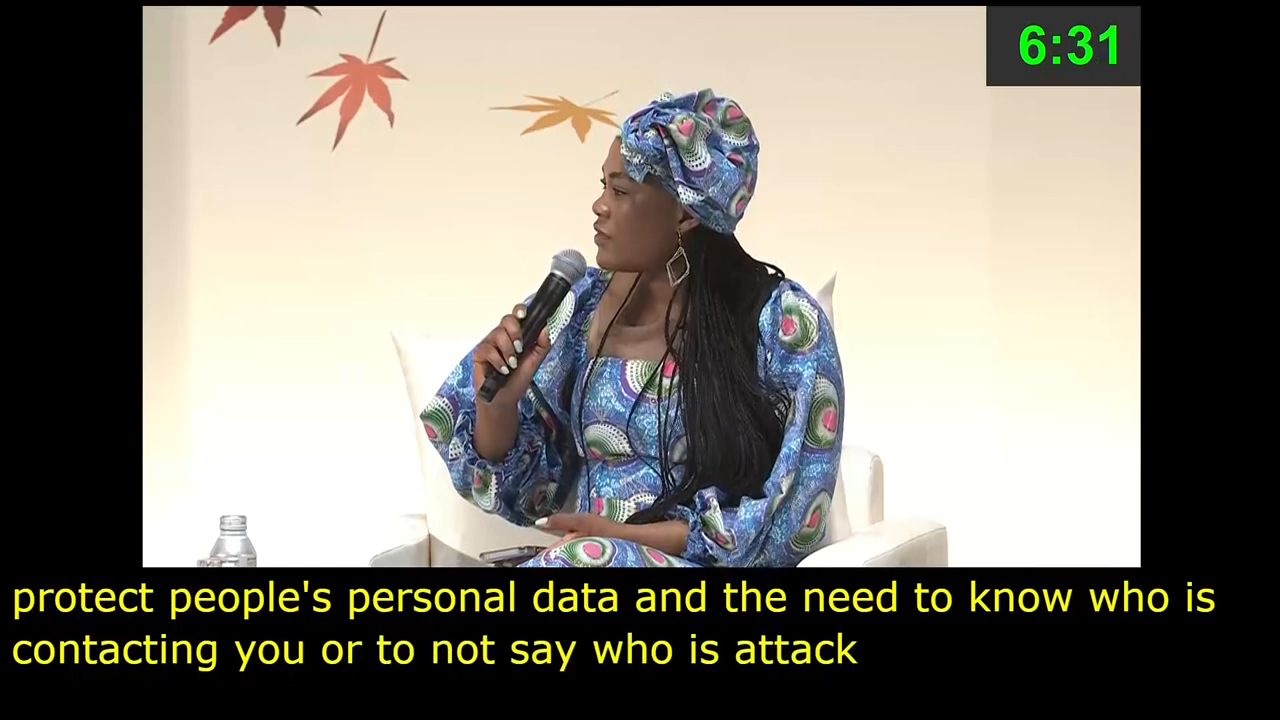 6:31
protect people's personal data and the need to know who is
contacting you or to not say who is attack